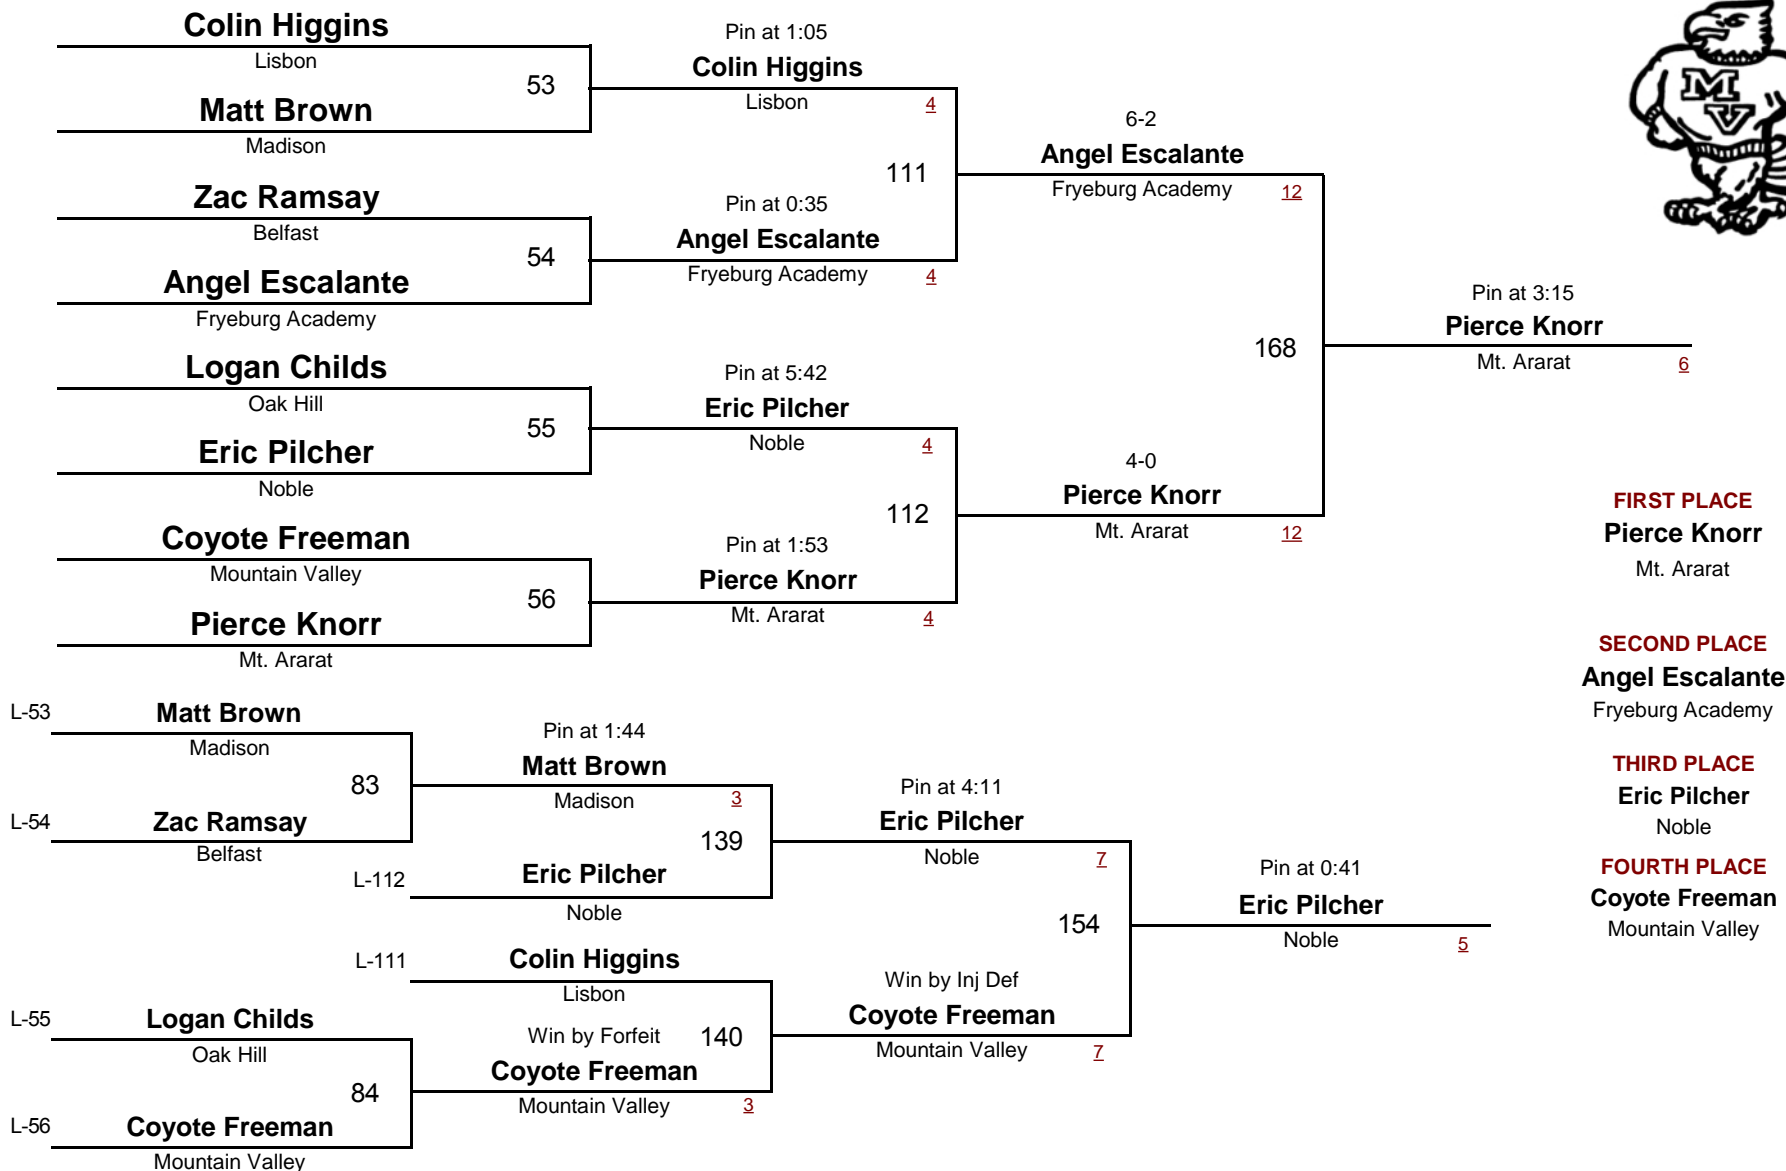 Colin Higgins
Lisbon
53
Matt Brown
Madison
Zac Ramsay
Belfast
54
Angel Escalante
Fryeburg Academy
Logan Childs
Oak Hill
55
Eric Pilcher
Noble
Coyote Freeman
Mountain Valley
56
Pierce Knorr
Mt. Ararat
Pin at 1:05
Colin Higgins
Lisbon
4
111
Pin at 0:35
Angel Escalante
Fryeburg Academy
4
Pin at 5:42
Eric Pilcher
Noble
4
112
Pin at 1:53
Pierce Knorr
Mt. Ararat
4
6-2
Angel Escalante
Fryeburg Academy
12
168
4-0
Pierce Knorr
Mt. Ararat
12
Pin at 3:15
Pierce Knorr
Mt. Ararat
6
M
V
FIRST PLACE
Pierce Knorr
Mt. Ararat
SECOND PLACE
Angel Escalante
Fryeburg Academy
THIRD PLACE
Eric Pilcher
Noble
FOURTH PLACE
Coyote Freeman
Mountain Valley
L-53
Matt Brown
Madison
83
L-54
Zac Ramsay
Belfast
Pin at 1:44
Matt Brown
Madison
3
139
L-112
Eric Pilcher
Noble
L-111
Colin Higgins
Lisbon
L-55
Logan Childs
Oak Hill
84
L-56
Coyote Freeman
Mountain Valley
Win by Forfeit
140
Coyote Freeman
Mountain Valley
3
Pin at 4:11
Eric Pilcher
Noble
7
154
Win by Inj Def
Coyote Freeman
Mountain Valley
7
Pin at 0:41
Eric Pilcher
Noble
5